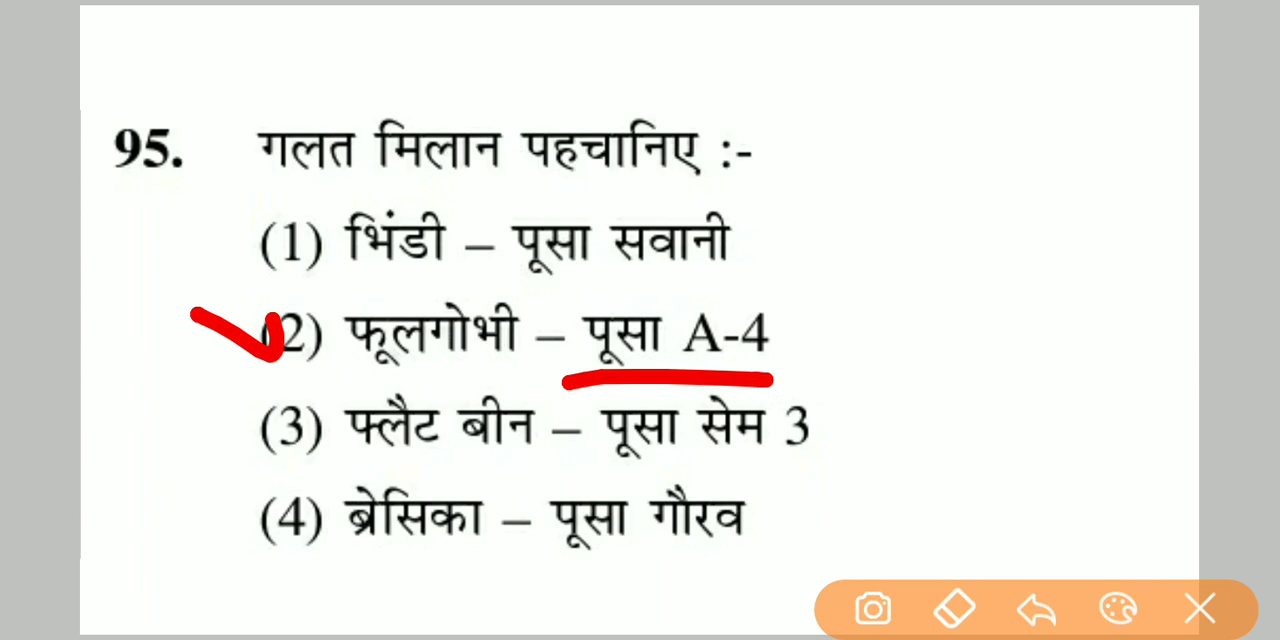 95. गलत मिलान पहचानिए :-
(1) भिंडी – पूसा सवानी
(2) फूलगोभी – पूसा A-4
(3) फ्लैट बीन – पूसा सेम 3
(4) ब्रेसिका – पूसा गौरव